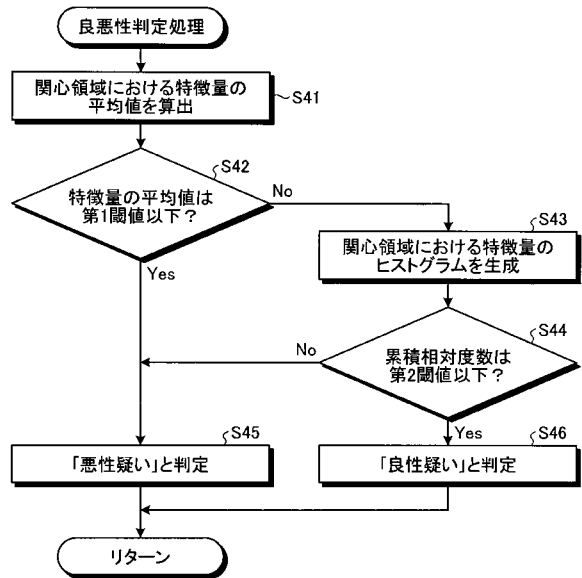 良悪性判定処理
関心領域における特徴量の
平均値を算出
S41
S42
特徴量の平均値は
第1閾値以下？
No
Yes
S43
関心領域における特徴量の
ヒストグラムを生成
S44
累積相対度数は
第2閾値以下？
No
Yes
S45
「悪性疑い」と判定
S46
「良性疑い」と判定
リターン